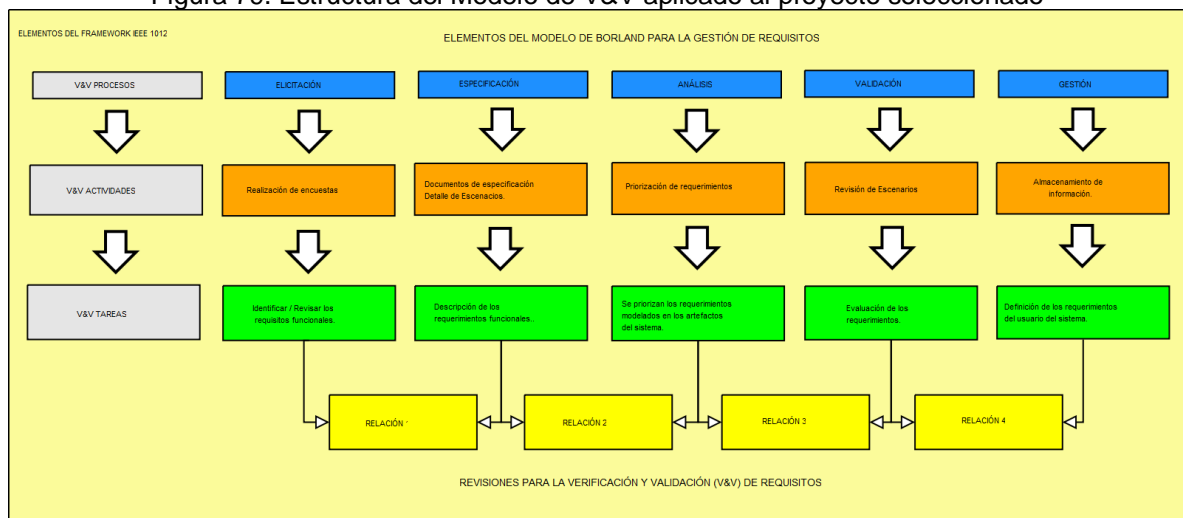 Figura 70. Estructura del Modelo de V&V aplicado al proyecto seleccionado
ELEMENTOS DEL FRAMEWORK IEEE 1012
ELEMENTOS DEL MODELO DE BORLAND PARA LA GESTIÓN DE REQUISITOS
V&V PROCESOS
ELICITACIÓN
ESPECIFICACIÓN
ANÁLISIS
VALIDACIÓN
GESTIÓN
V&V ACTIVIDADES
Realización de encuestas
Documentos de especificación
Detalle de Escenacios.
Priorización de requerimientos
Revisión de Escenarios
Almacenamiento de
información.
V&V TAREAS
Identificar / Revisar los
requisitos funcionales.
Descripción de los
requerimientos funcionales..
Se priorizan los requerimientos
modelados en los artefactos
del sistema.
Evaluación de los
requerimientos.
Definición de los requerimientos
del usuario del sistema.
RELACIÓN 1
RELACIÓN 2
RELACIÓN 3
RELACIÓN 4
REVISIONES PARA LA VERIFICACIÓN Y VALIDACIÓN (V&V) DE REQUISITOS